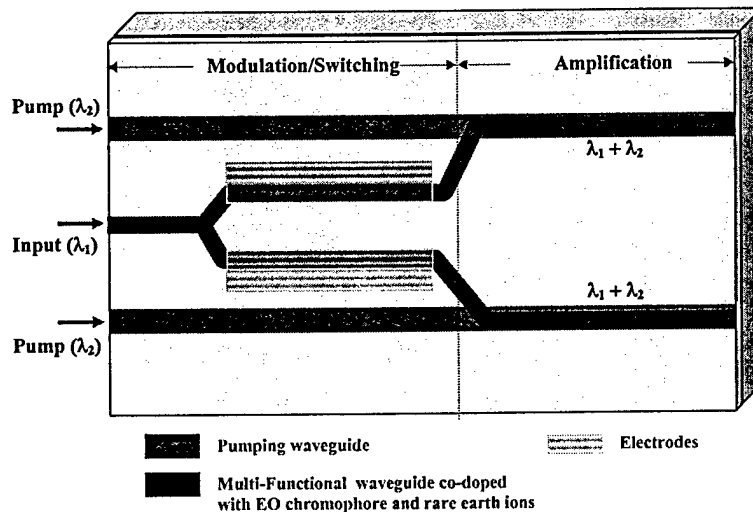 Modulation/Switching
Amplification
Pump (λ2)
λ1 + λ2
Input (λ1)
λ1 + λ2
Pump (λ2)
Pumping waveguide
Electrodes
Multi-Functional waveguide co-doped
with EO chromophore and rare earth ions